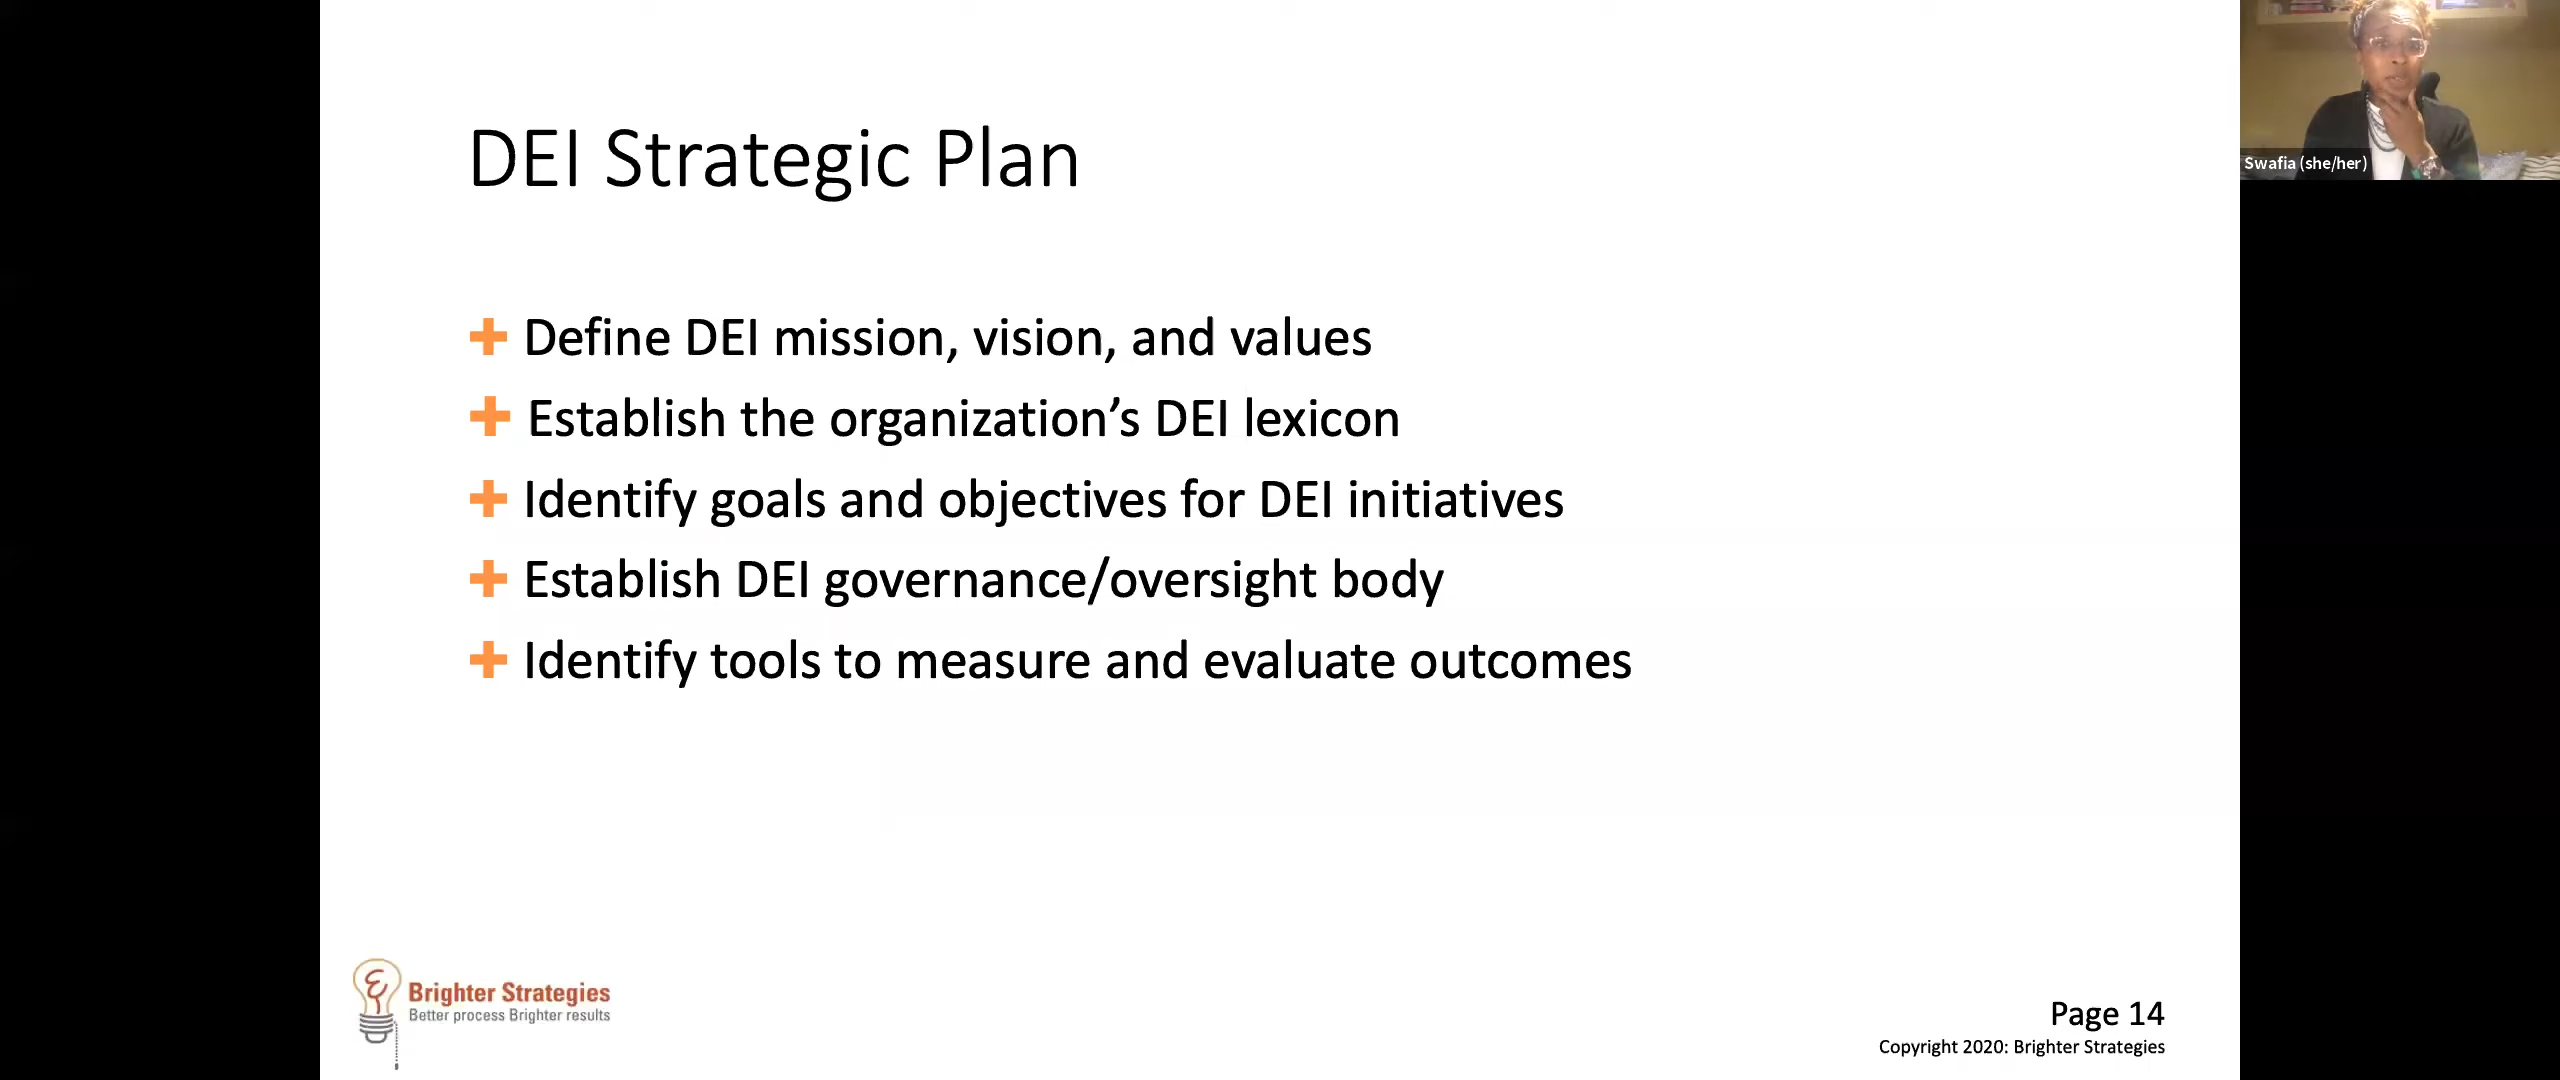 DEI Strategic Plan
Swafia (she/her)
Define DEI mission, vision, and values
Establish the organization’s DEI lexicon
Identify goals and objectives for DEI initiatives
Establish DEI governance/oversight body
Identify tools to measure and evaluate outcomes
Brighter Strategies
Better process Brighter results
Page 14
Copyright 2020: Brighter Strategies